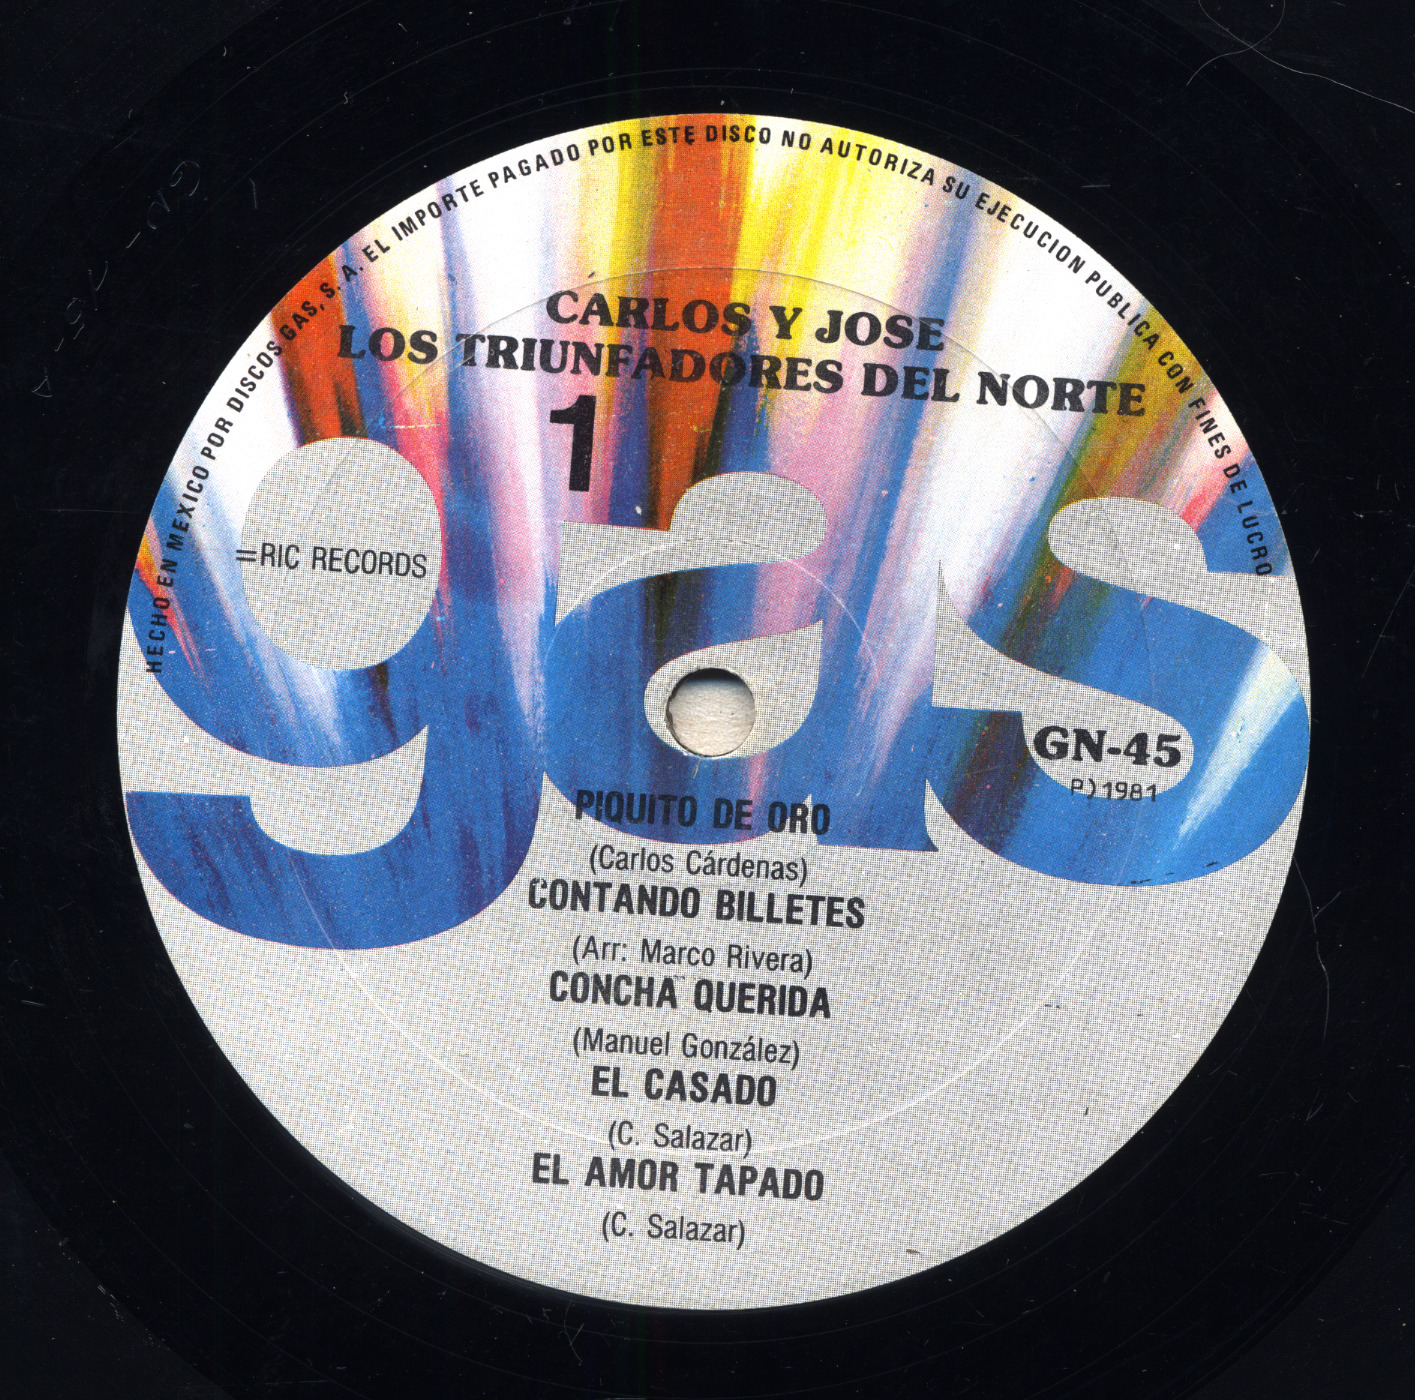 HECHO EN MEXICO POR DISCOS GAS, S. A. EL IMPORTE PAGADO POR ESTE DISCO NO AUTORIZA SU EJECUCION PUBLICA CON FINES DE LUCRO
CARLOS Y JOSE
LOS TRIUNFADORES DEL NORTE
1
=RIC RECORDS
gas
GN-45
P)1981
PIQUITO DE ORO
(Carlos Cárdenas)
CONTANDO BILLETES
(Arr: Marco Rivera)
CONCHA QUERIDA
(Manuel González)
EL CASADO
(C. Salazar)
EL AMOR TAPADO
(C. Salazar)